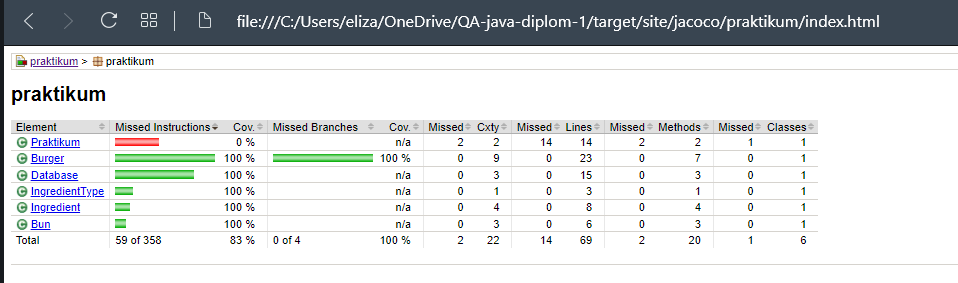 file:///C:/Users/eliza/OneDrive/QA-java-diplom-1/target/site/jacoco/praktikum/index.html
praktikum > praktikum
praktikum
Element Missed Instructions Cov. Missed Branches Cov. Missed Cxty Missed Lines Missed Methods Missed Classes
Praktikum 0 % n/a 2 2 14 14 2 2 1 1
Burger 100 % 100 % 0 9 0 23 0 7 0 1
Database 100 % n/a 0 3 0 15 0 3 0 1
IngredientType 100 % n/a 0 1 0 3 0 1 0 1
Ingredient 100 % n/a 0 4 0 8 0 4 0 1
Bun 100 % n/a 0 3 0 6 0 3 0 1
Total 59 of 358 83 % 0 of 4 100 % 2 22 14 69 2 20 1 6